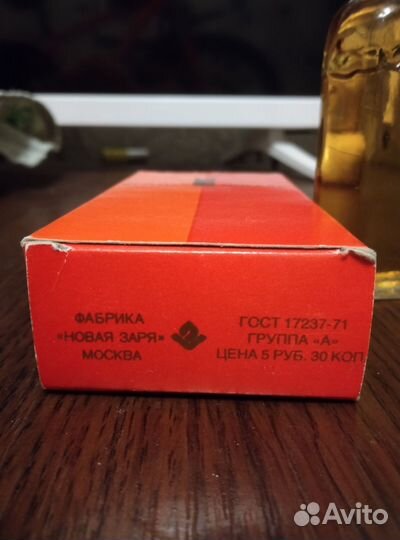 ФАБРИКА
«НОВАЯ ЗАРЯ»
МОСКВА
ГОСТ 17237-71
ГРУППА «А»
ЦЕНА 5 РУБ. 30 КОП
Avito